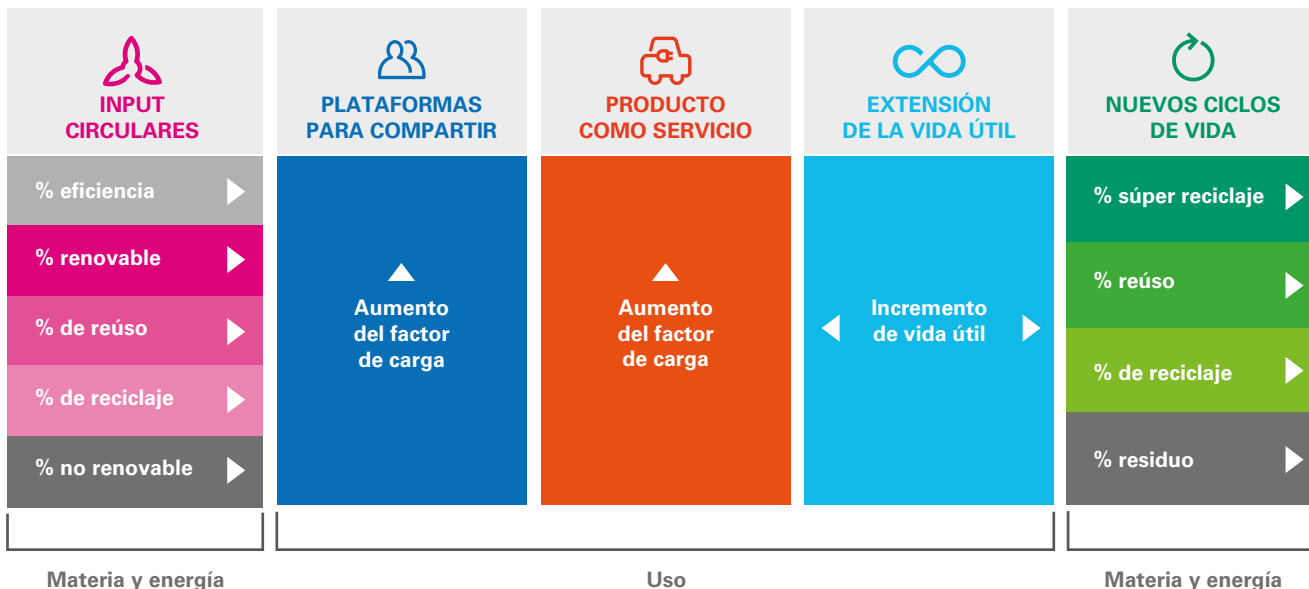 INPUT
CIRCULARES
PLATAFORMAS
PARA COMPARTIR
PRODUCTO
COMO SERVICIO
EXTENSIÓN
DE LA VIDA ÚTIL
NUEVOS CICLOS
DE VIDA
% eficiencia
% renovable
% de reúso
% de reciclaje
% no renovable
Aumento
del factor
de carga
Aumento
del factor
de carga
Incremento
de vida útil
% súper reciclaje
% reúso
% de reciclaje
% residuo
Materia y energía
Uso
Materia y energía